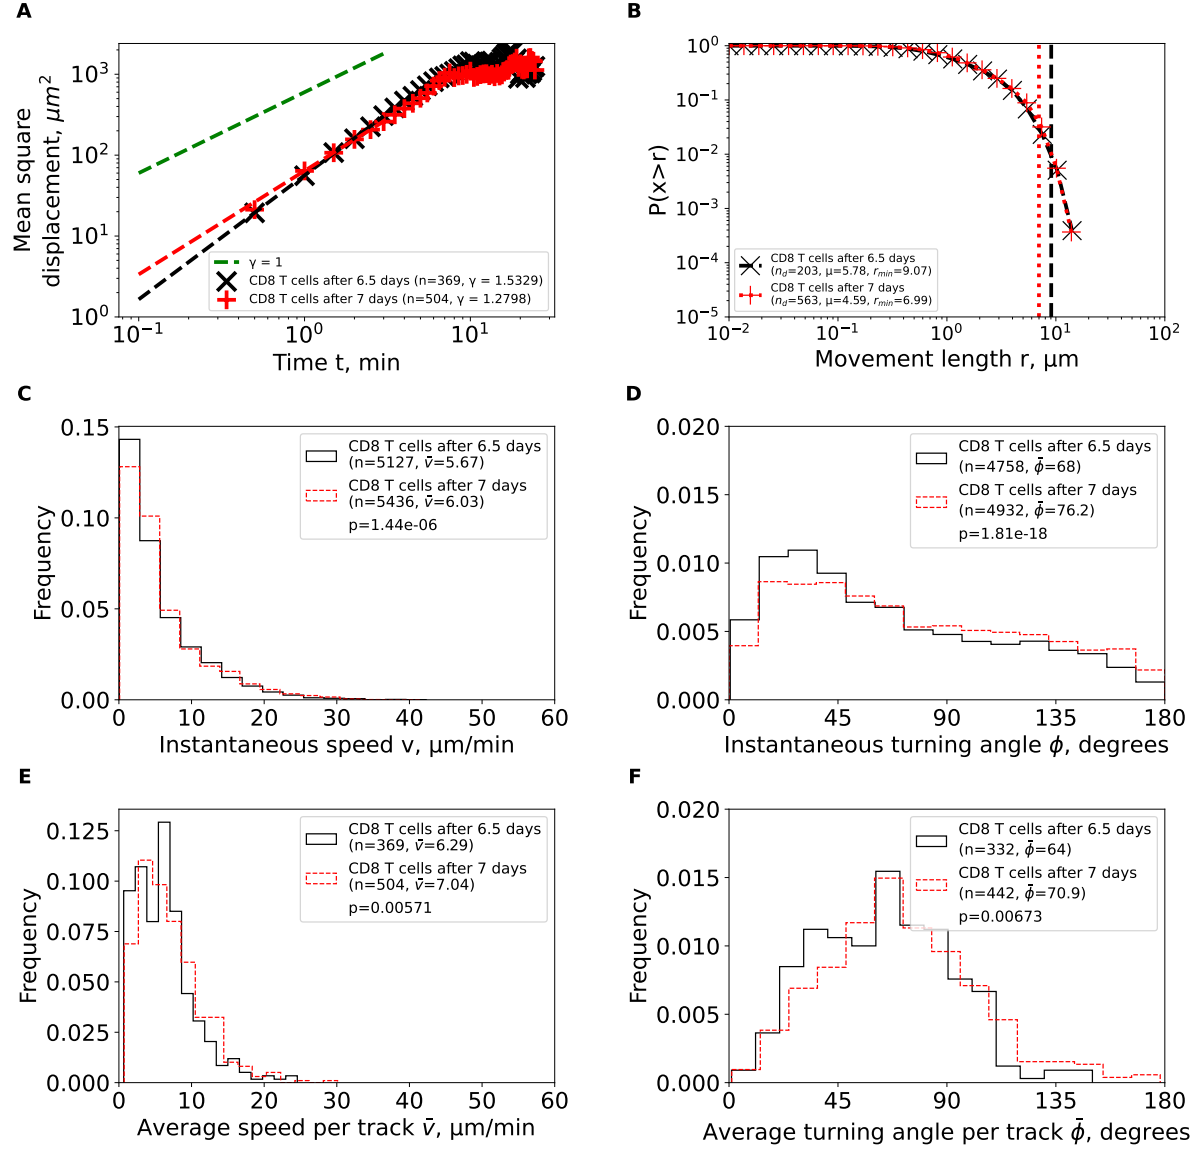 A
Mean square
displacement, μm²
10³
10²
10¹
10⁰
10⁻¹ 10⁰ 10¹
Time t, min
γ = 1
CD8 T cells after 6.5 days (n=369, γ = 1.5329)
CD8 T cells after 7 days (n=504, γ = 1.2798)
B
P(x>r)
10⁰
10⁻¹
10⁻²
10⁻³
10⁻⁴
10⁻⁵
10⁻² 10⁻¹ 10⁰ 10¹ 10²
Movement length r, μm
CD8 T cells after 6.5 days
(n_d=203, μ=5.78, r_min=9.07)
CD8 T cells after 7 days
(n_d=563, μ=4.59, r_min=6.99)
C
Frequency
0.15
0.10
0.05
0.00
0 10 20 30 40 50 60
Instantaneous speed v, μm/min
CD8 T cells after 6.5 days
(n=5127, v̄=5.67)
CD8 T cells after 7 days
(n=5436, v̄=6.03)
p=1.44e-06
D
Frequency
0.020
0.015
0.010
0.005
0.000
0 45 90 135 180
Instantaneous turning angle ϕ, degrees
CD8 T cells after 6.5 days
(n=4758, ϕ̄=68)
CD8 T cells after 7 days
(n=4932, ϕ̄=76.2)
p=1.81e-18
E
Frequency
0.125
0.100
0.075
0.050
0.025
0.000
0 10 20 30 40 50 60
Average speed per track v̄, μm/min
CD8 T cells after 6.5 days
(n=369, v̄=6.29)
CD8 T cells after 7 days
(n=504, v̄=7.04)
p=0.00571
F
Frequency
0.020
0.015
0.010
0.005
0.000
0 45 90 135 180
Average turning angle per track ϕ̄, degrees
CD8 T cells after 6.5 days
(n=332, ϕ̄=64)
CD8 T cells after 7 days
(n=442, ϕ̄=70.9)
p=0.00673